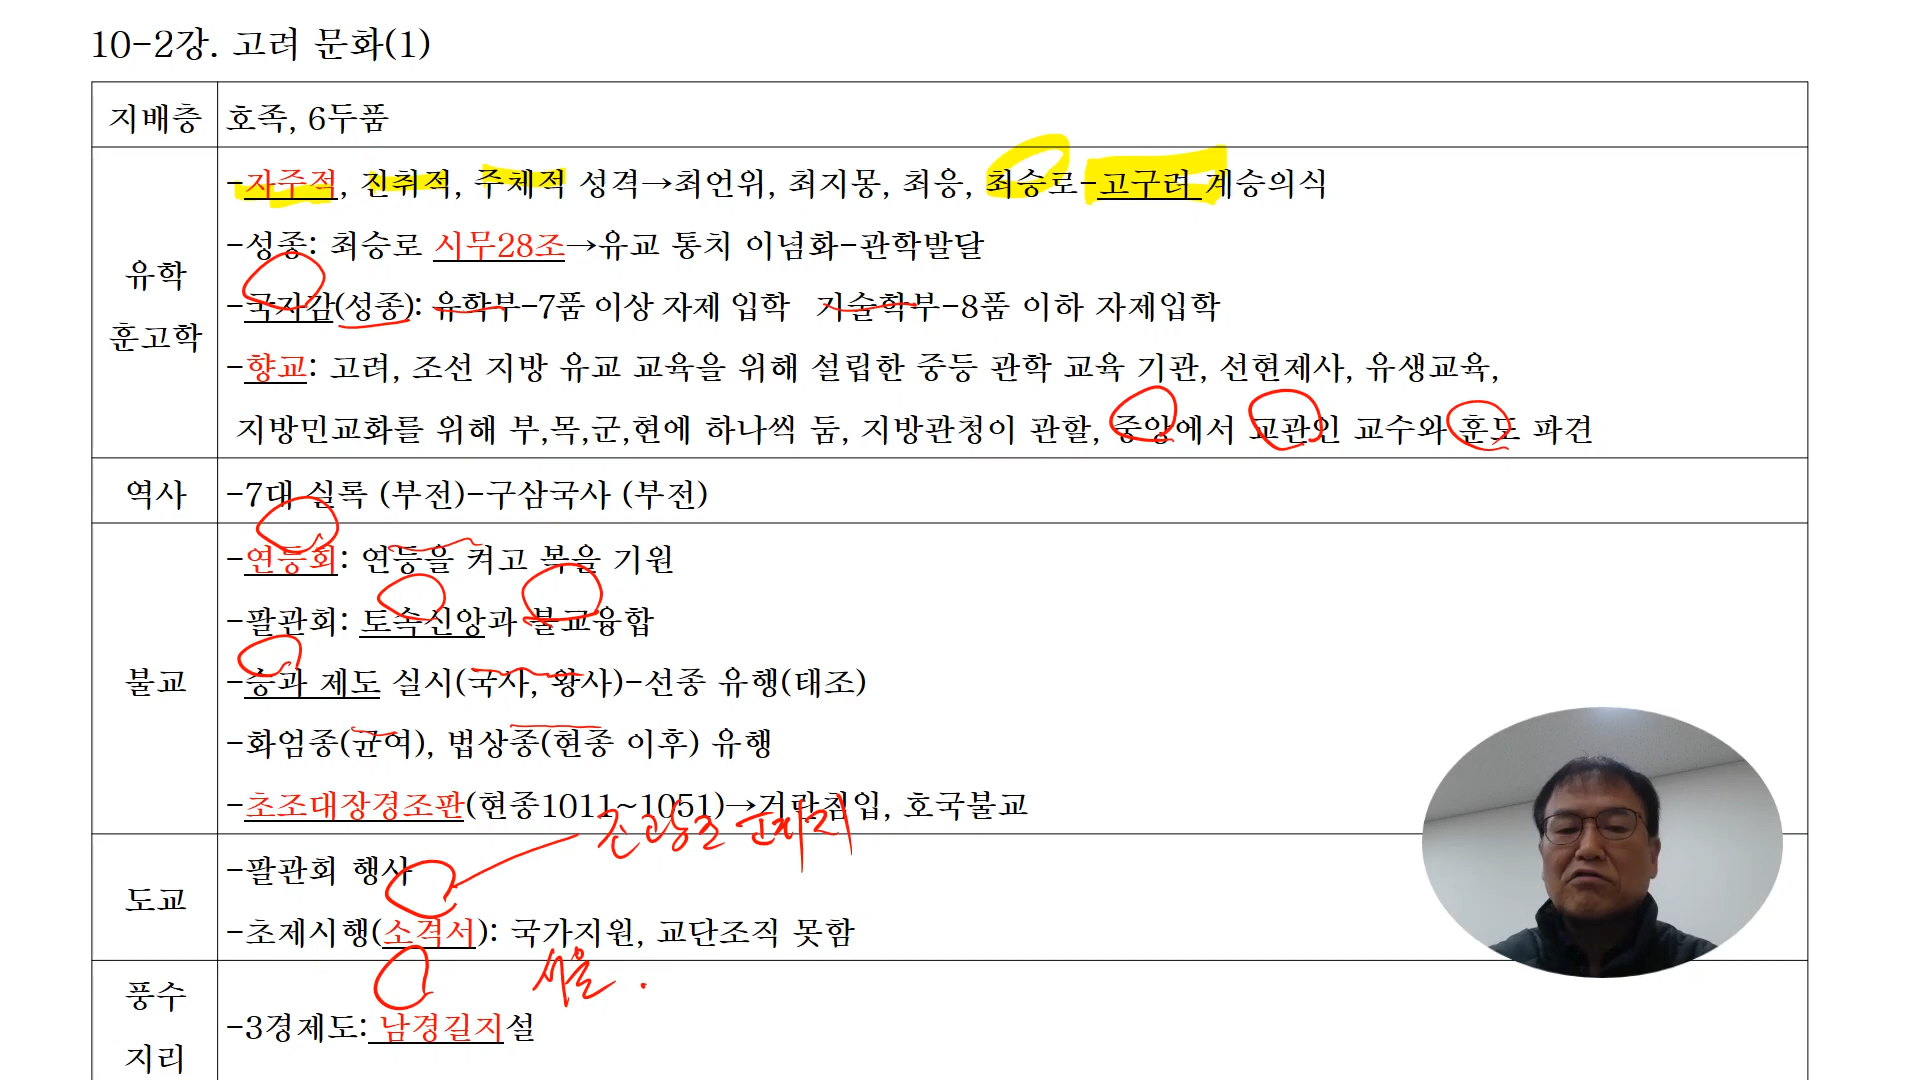 10-2강. 고려 문화(1)
지배층 호족, 6두품
유학 훈고학
-자주적, 진취적, 주체적 성격→최언위, 최지몽, 최응, 최승로-고구려 계승의식
-성종: 최승로 시무28조→유교 통치 이념화-관학발달
-국자감(성종): 유학부-7품 이상 자제 입학 기술학부-8품 이하 자제입학
-향교: 고려, 조선 지방 유교 교육을 위해 설립한 중등 관학 교육 기관, 선현제사, 유생교육,
지방민교화를 위해 부,목,군,현에 하나씩 둠, 지방관청이 관할, 중앙에서 교관인 교수와 훈도 파견
역사 -7대 실록 (부전)-구삼국사 (부전)
불교
-연등회: 연등을 켜고 복을 기원
-팔관회: 토속신앙과 불교융합
-승과 제도 실시(국사, 왕사)-선종 유행(태조)
-화엄종(균여), 법상종(현종 이후) 유행
-초조대장경조판(현종1011~1051)→거란침입, 호국불교
조광조
도교
-팔관회 행사
-초제시행(소격서): 국가지원, 교단조직 못함
서울.
풍수 지리
-3경제도: 남경길지설